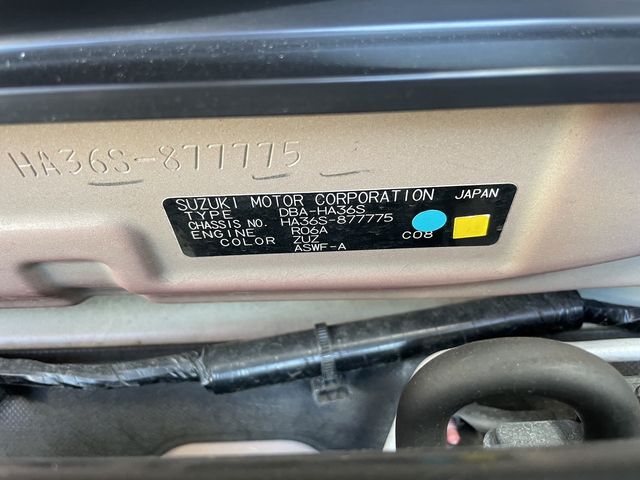 HA36S-877775
SUZUKI MOTOR CORPORATION JAPAN
TYPE DBA-HA36S
CHASSIS NO. HA36S-877775
ENGINE R06A C08
COLOR ZUZ
ASWF-A